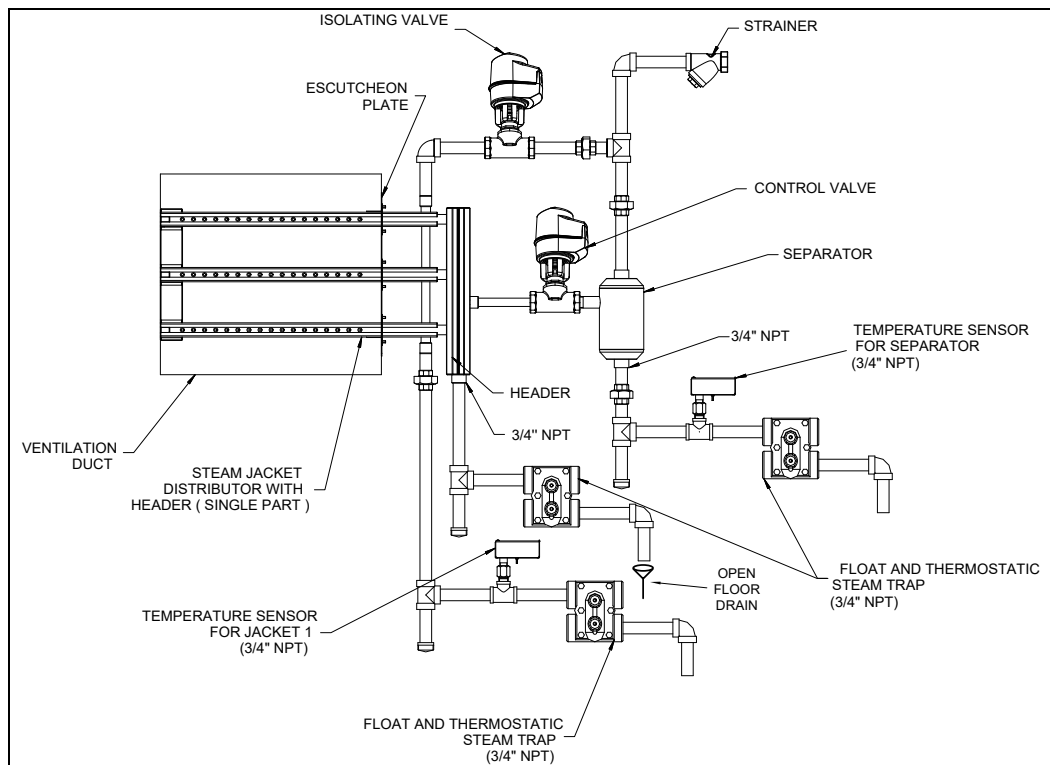 ISOLATING VALVE
STRAINER
ESCUTCHEON
PLATE
CONTROL VALVE
SEPARATOR
3/4" NPT
TEMPERATURE SENSOR
FOR SEPARATOR
(3/4" NPT)
HEADER
3/4" NPT
VENTILATION
DUCT
STEAM JACKET
DISTRIBUTOR WITH
HEADER ( SINGLE PART )
OPEN
FLOOR
DRAIN
FLOAT AND THERMOSTATIC
STEAM TRAP
(3/4" NPT)
TEMPERATURE SENSOR
FOR JACKET 1
(3/4" NPT)
FLOAT AND THERMOSTATIC
STEAM TRAP
(3/4" NPT)